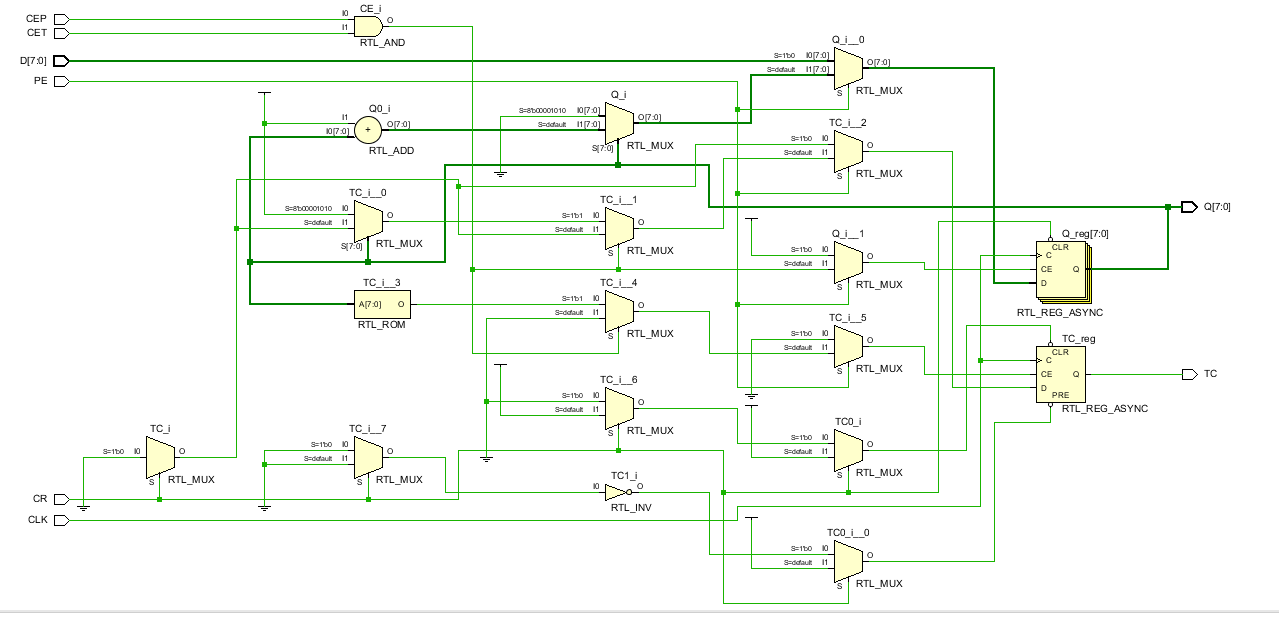 CE_i
CEP
I0
O
CET
I1
RTL_AND
Q_i__0
D[7:0]
S=1'b0 I0[7:0]
O[7:0]
S=default I1[7:0]
PE
S
RTL_MUX
Q_i
Q0_i
S=8'b00001010 I0[7:0]
O[7:0]
S=default I1[7:0]
S[7:0]
RTL_MUX
I1
I0[7:0]
+
O[7:0]
RTL_ADD
TC_i__2
S=1'b0 I0
O
S=default I1
S
RTL_MUX
TC_i__0
S=8'b00001010 I0
O
S=default I1
S[7:0]
RTL_MUX
TC_i__1
S=1'b1 I0
O
S=default I1
S
RTL_MUX
Q[7:0]
Q_i__1
S=1'b0 I0
O
S=default I1
S
RTL_MUX
Q_reg[7:0]
CLR
C
CE
Q
D
RTL_REG_ASYNC
TC_i__3
A[7:0] O
RTL_ROM
TC_i__4
S=1'b1 I0
O
S=default I1
S
RTL_MUX
TC_i__5
S=1'b0 I0
O
S=default I1
S
RTL_MUX
TC_reg
CLR
C
CE
Q
D
PRE
RTL_REG_ASYNC
TC
TC_i__6
S=1'b0 I0
O
S=default I1
S
RTL_MUX
TC_i
S=1'b0 I0
O
S
RTL_MUX
TC_i__7
S=1'b0 I0
O
S=default I1
S
RTL_MUX
TC0_i
S=1'b0 I0
O
S=default I1
S
RTL_MUX
TC1_i
I0
O
RTL_INV
CR
CLK
TC0_i__0
S=1'b0 I0
O
S=default I1
S
RTL_MUX